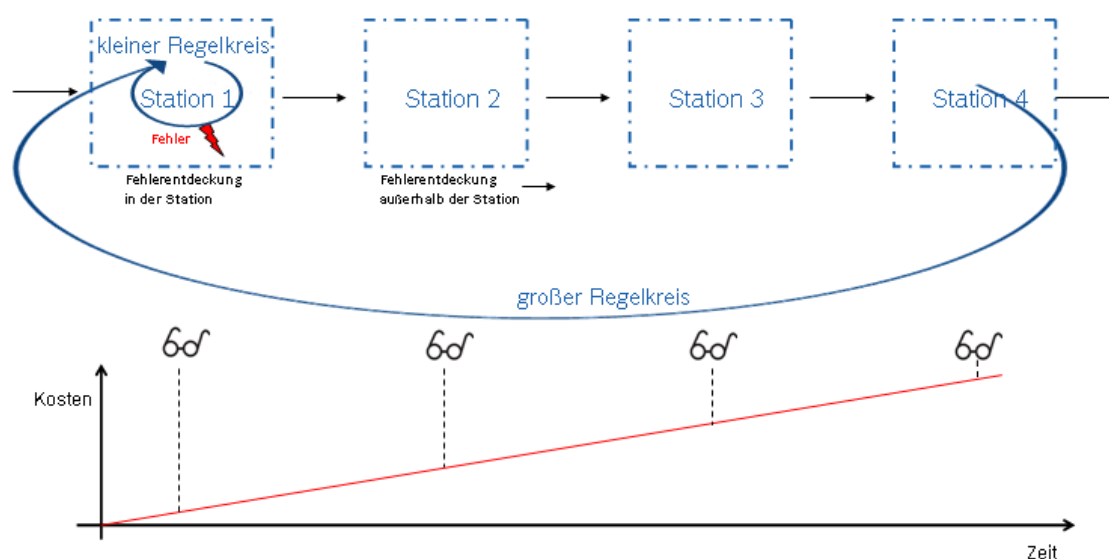 kleiner Regelkreis
Station 1
Station 2
Station 3
Station 4
Fehler
Fehlerentdeckung
in der Station
Fehlerentdeckung
außerhalb der Station
großer Regelkreis
Kosten
Zeit